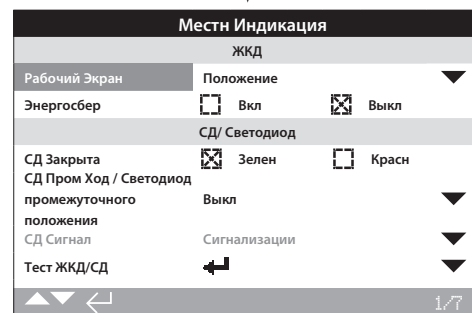 Местн Индикация
ЖКД
Рабочий Экран Положение
Энергосбер Вкл Выкл
СД/ Светодиод
СД Закрыта Зелен Красн
СД Пром Ход / Светодиод
промежуточного Выкл
положения
СД Сигнал Сигнализации
Тест ЖКД/СД
1/7